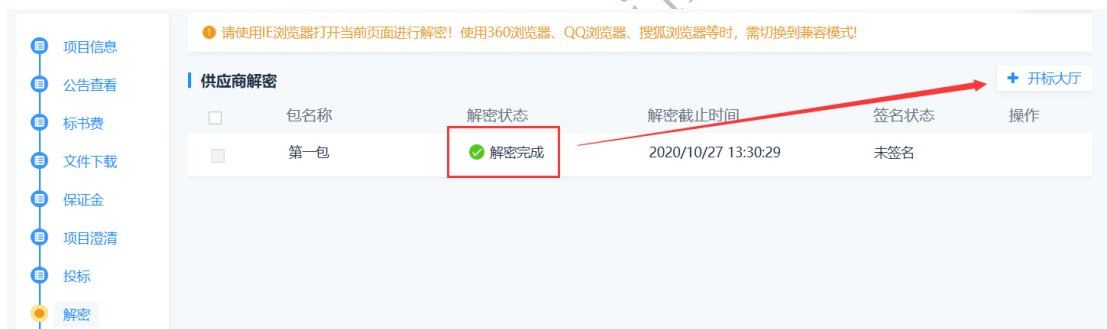 请使用IE浏览器打开当前页面进行解密！使用360浏览器、QQ浏览器、搜狐浏览器等时，需切换到兼容模式!
项目信息
公告查看
标书费
文件下载
保证金
项目澄清
投标
解密
供应商解密
开标大厅
包名称 解密状态 解密截止时间 签名状态 操作
第一包 解密完成 2020/10/27 13:30:29 未签名